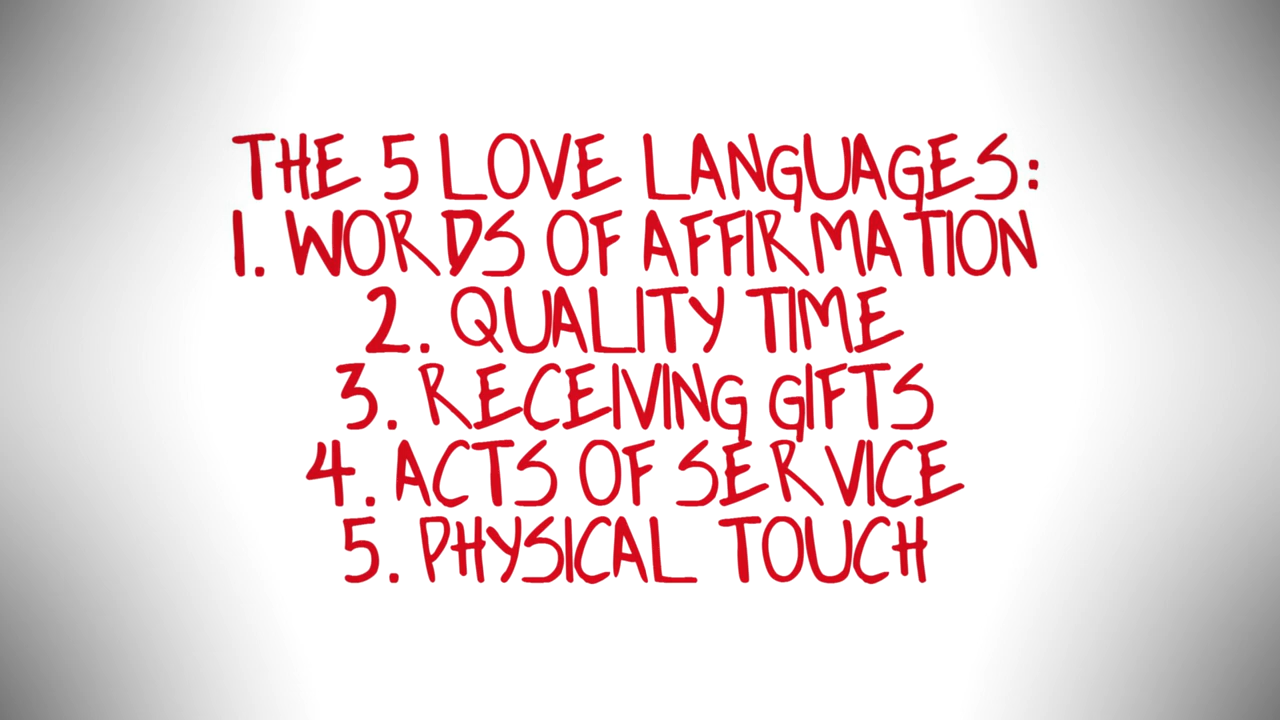 THE 5 LOVE LANGUAGES:
1. WORDS OF AFFIRMATION
2. QUALITY TIME
3. RECEIVING GIFTS
4. ACTS OF SERVICE
5. PHYSICAL TOUCH